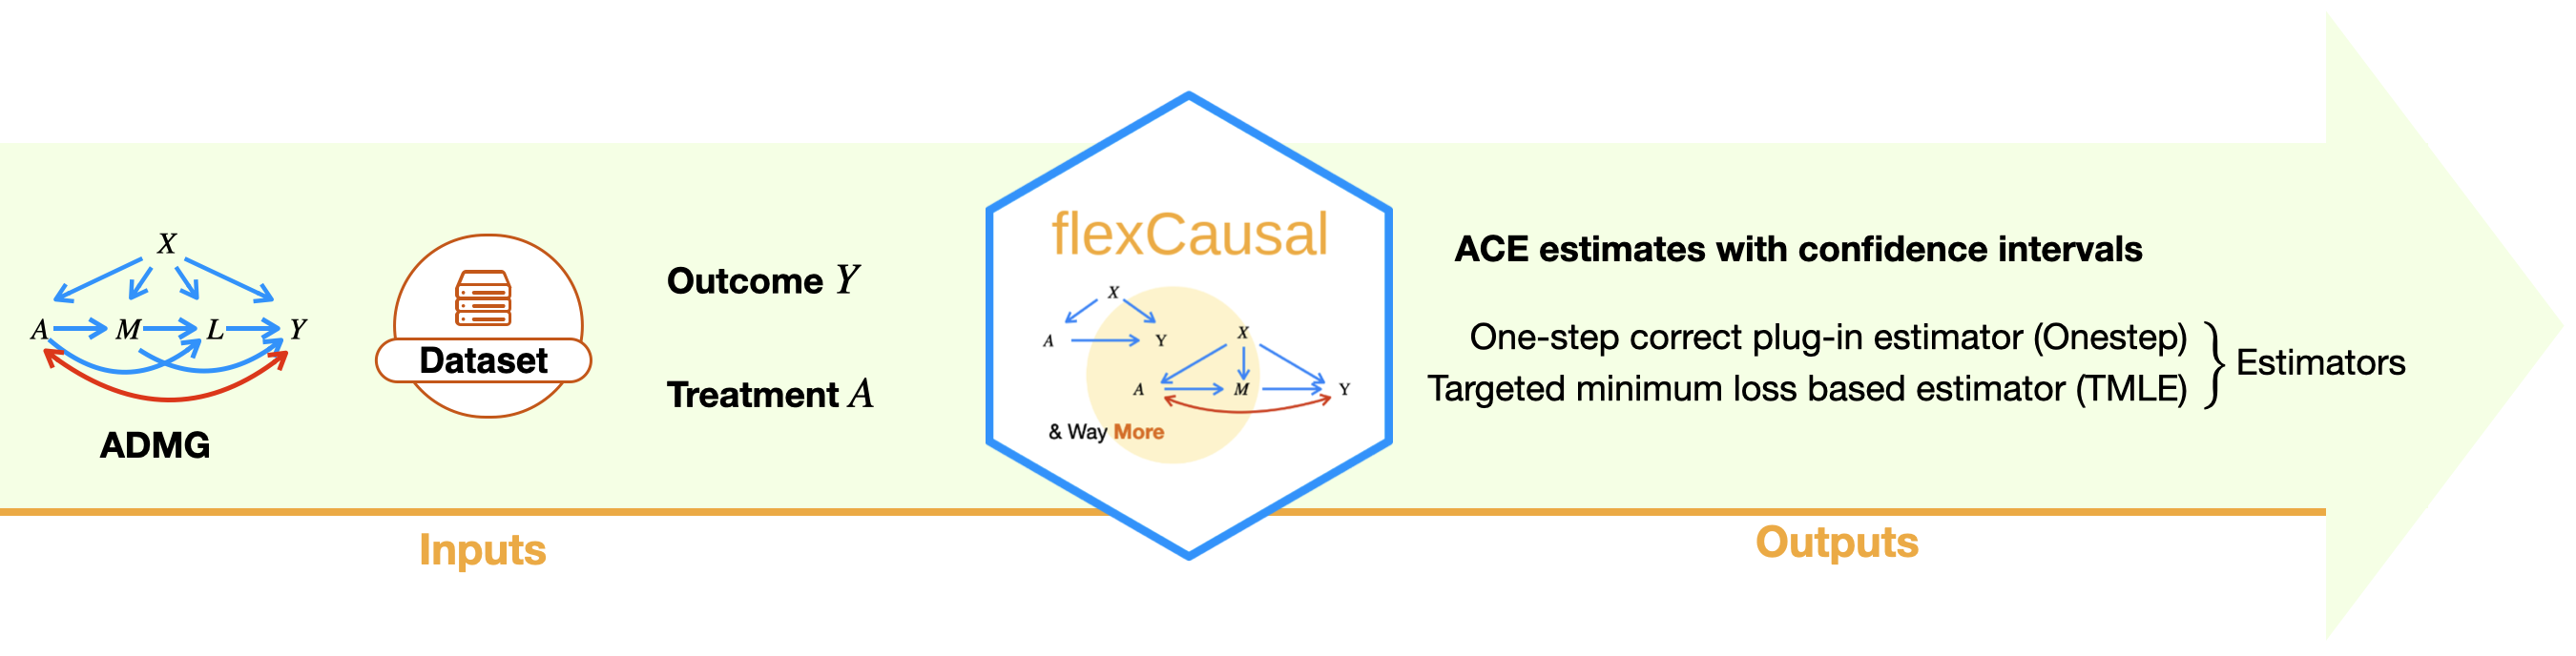 X
A M L Y
ADMG
Dataset
Outcome Y
Treatment A
Inputs
flexCausal
X
A Y
X
A M Y
& Way More
ACE estimates with confidence intervals
One-step correct plug-in estimator (Onestep)
Targeted minimum loss based estimator (TMLE)
Estimators
Outputs